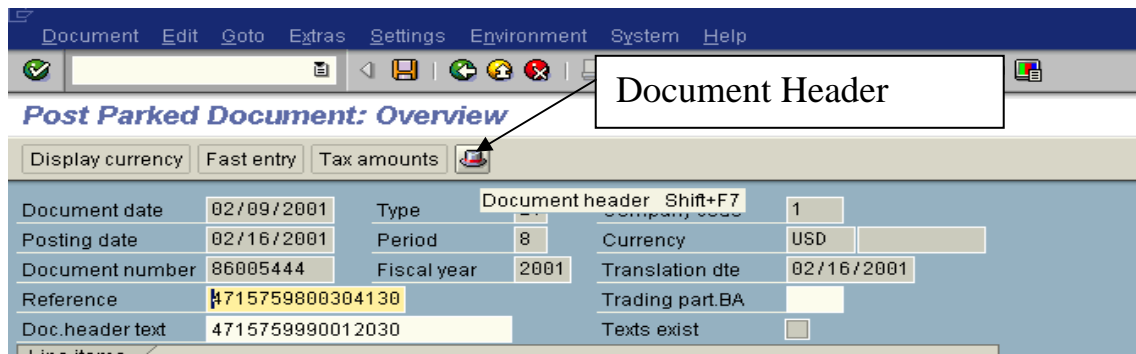 Document Edit Goto Extras Settings Environment System Help
Document Header
Post Parked Document: Overview
Display currency Fast entry Tax amounts
Document header Shift+F7
Document date 02/09/2001 Type 1
Posting date 02/16/2001 Period 8 Currency USD
Document number 86005444 Fiscal year 2001 Translation dte 02/16/2001
Reference 4715759800304130 Trading part.BA
Doc.header text 4715759990012030 Texts exist